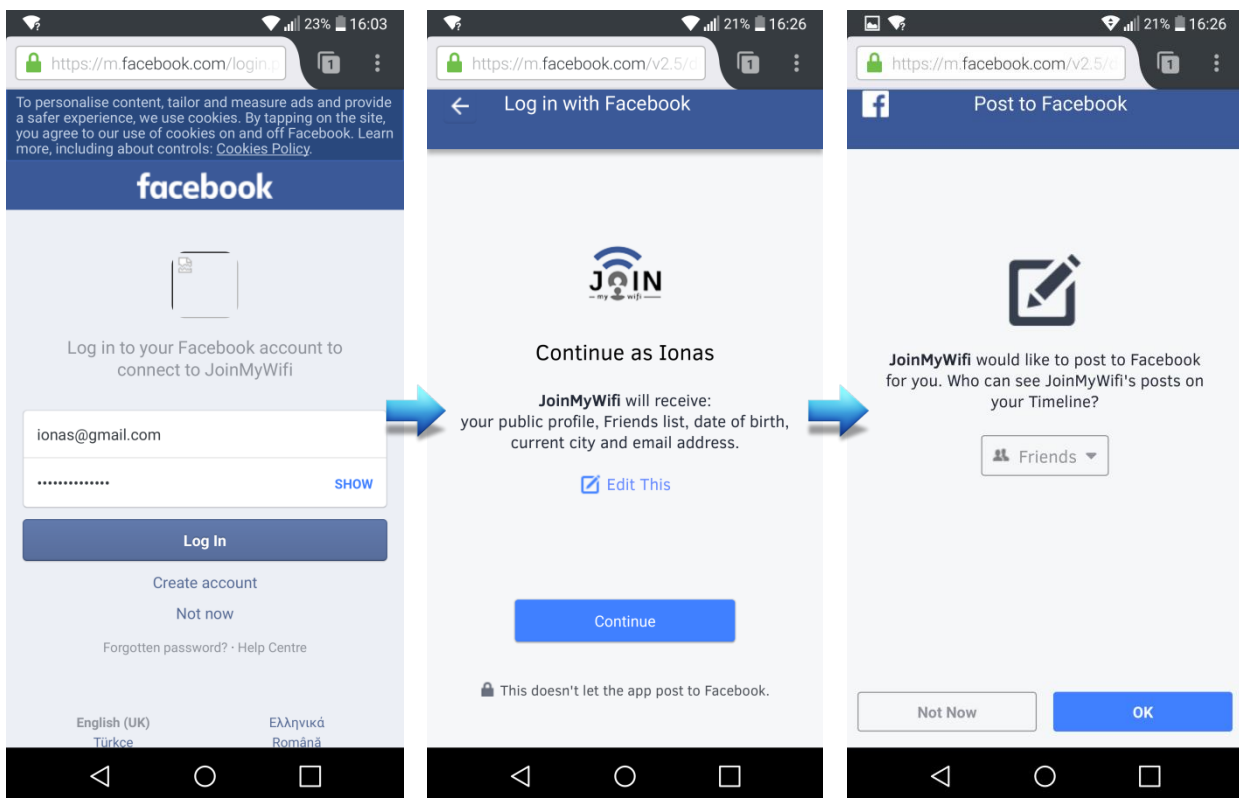 23% 16:03
https://m.facebook.com/login.p
1
To personalise content, tailor and measure ads and provide
a safer experience, we use cookies. By tapping on the site,
you agree to our use of cookies on and off Facebook. Learn
more, including about controls: Cookies Policy.
facebook
Log in to your Facebook account to
connect to JoinMyWifi
ionas@gmail.com
•••••••••••••• SHOW
Log In
Create account
Not now
Forgotten password? · Help Centre
English (UK) Ελληνικά
Türkçe Română
21% 16:26
https://m.facebook.com/v2.5/d
1
Log in with Facebook
JOIN
my wifi
Continue as Ionas
JoinMyWifi will receive:
your public profile, Friends list, date of birth,
current city and email address.
Edit This
Continue
This doesn't let the app post to Facebook.
21% 16:26
https://m.facebook.com/v2.5/d
1
f
Post to Facebook
JoinMyWifi would like to post to Facebook
for you. Who can see JoinMyWifi's posts on
your Timeline?
Friends
Not Now OK